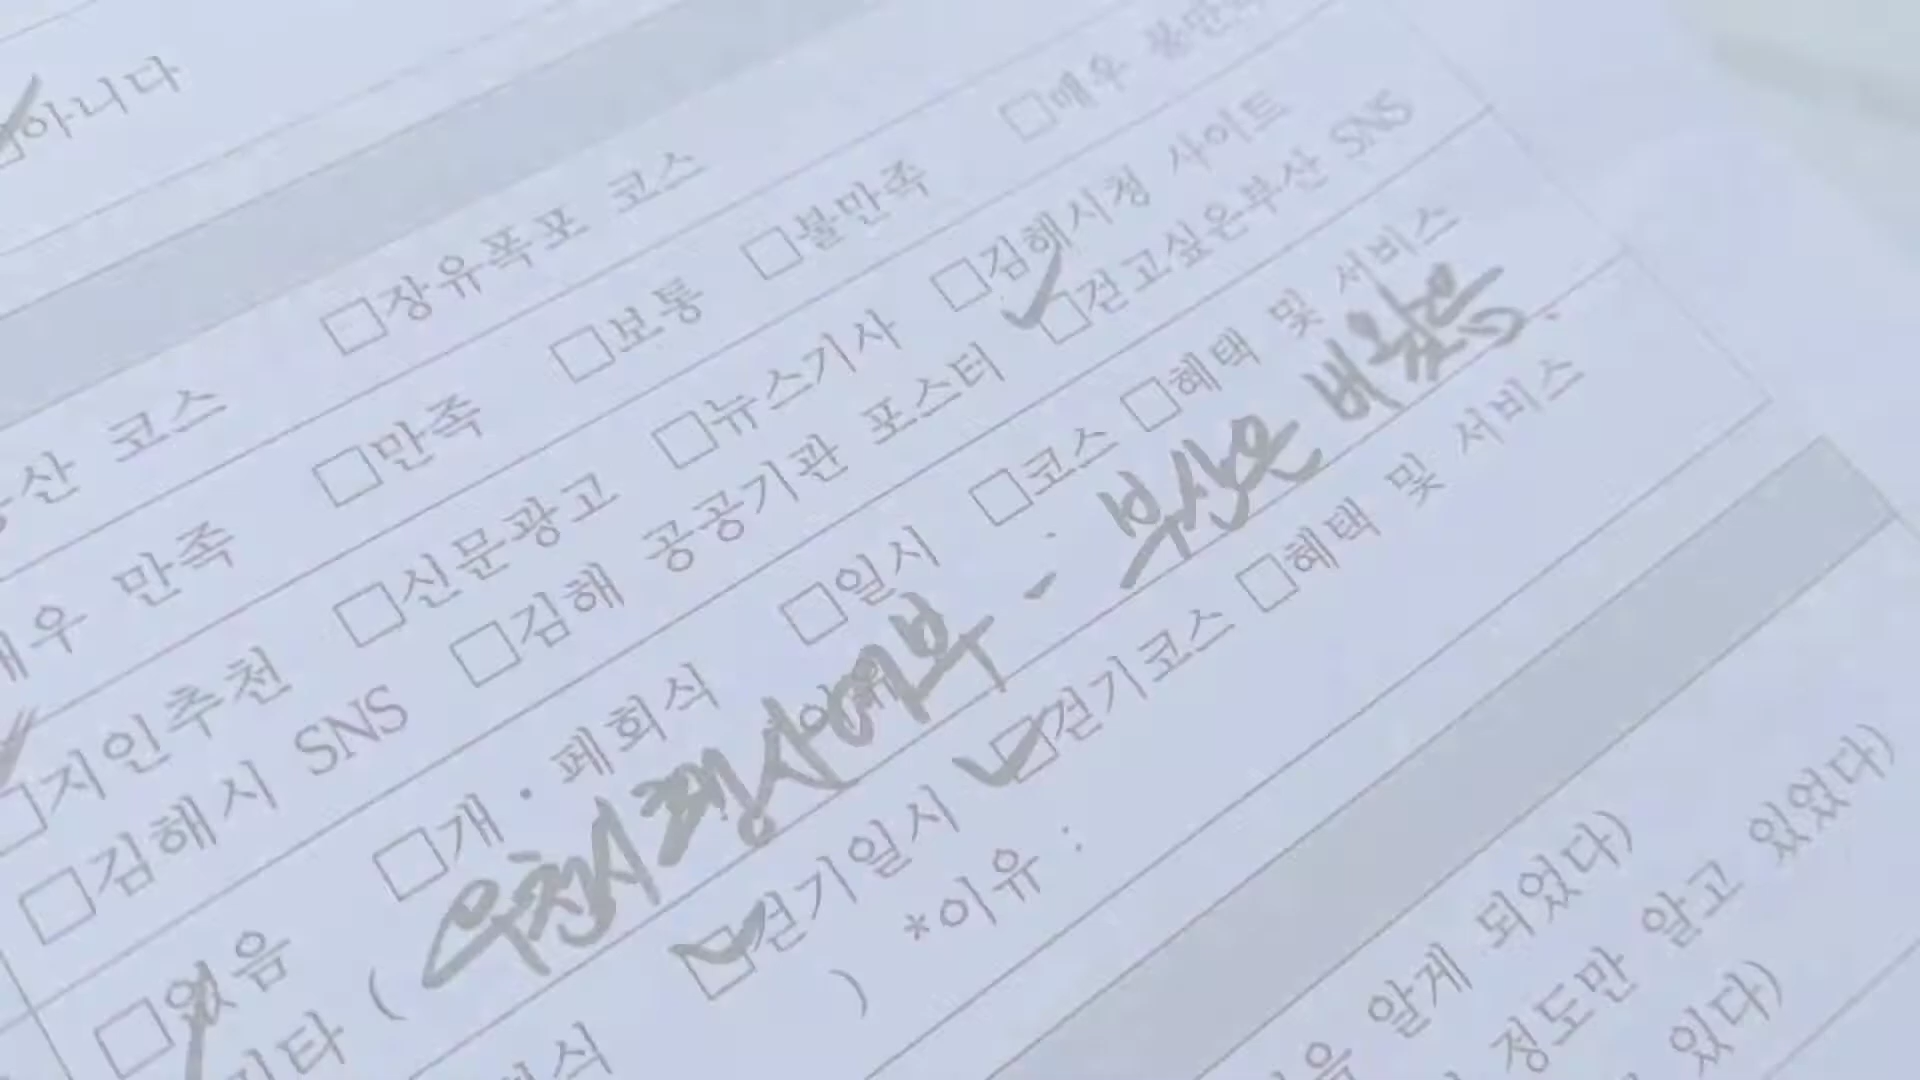 아니다
산 코스 □장유폭포 코스
매우 만족 □만족 □보통 □불만족 □매우 불만
지인추천 □신문광고 □뉴스기사 □김해시청 사이트
□김해시 SNS □김해 공공기관 포스터 □걷고싶은부산 SNS
□없음 □개·폐회식 □일시 □코스 □혜택 및 서비스
기타 ( 우천시 행사여부 - 부산은
식 □걷기일시 □걷기코스 □혜택 및 서비스
) *이유 :
알게 되었다)
정도만 알고 있었다)
있다)